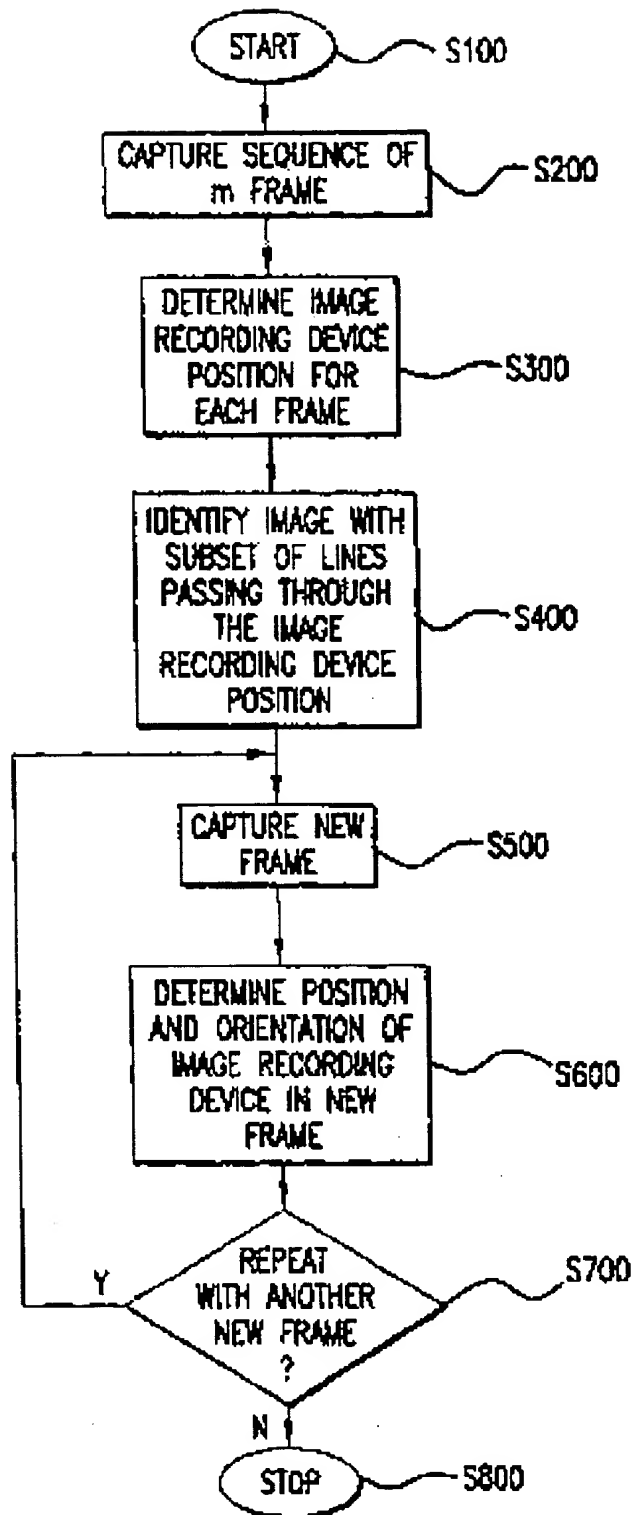 START
S100
CAPTURE SEQUENCE OF
m FRAME
S200
DETERMINE IMAGE
RECORDING DEVICE
POSITION FOR
EACH FRAME
S300
IDENTIFY IMAGE WITH
SUBSET OF LINES
PASSING THROUGH
THE IMAGE
RECORDING DEVICE
POSITION
S400
CAPTURE NEW
FRAME
S500
DETERMINE POSITION
AND ORIENTATION OF
IMAGE RECORDING
DEVICE IN NEW
FRAME
S600
REPEAT
WITH ANOTHER
NEW FRAME
?
S700
Y
N
STOP
S800